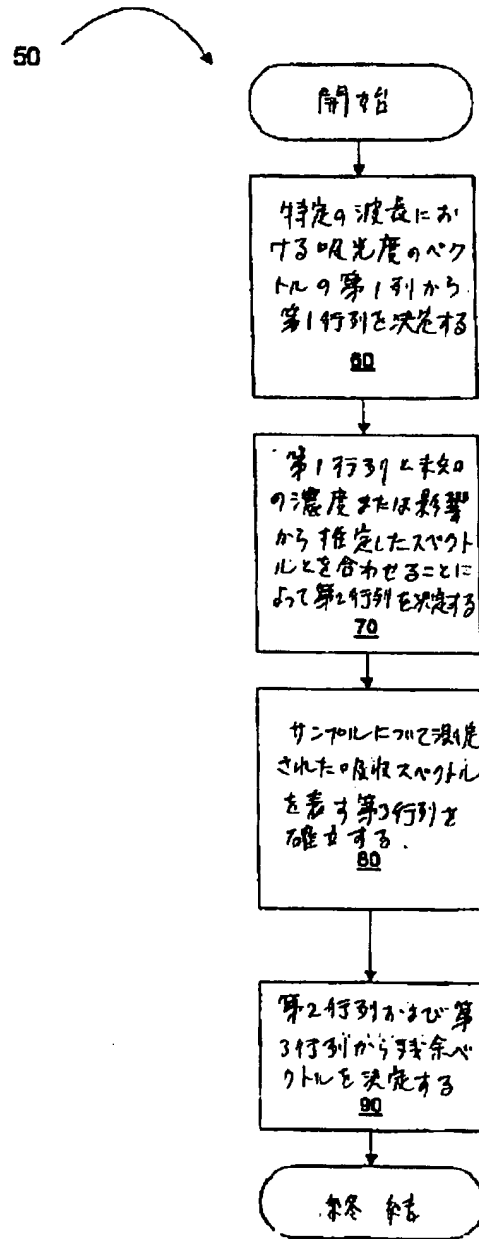 50
開始
特定の波長にお
ける吸光度のベク
トルの第1列から
第1行列を決定する
60
第1行列と未知
の濃度または影響
から推定したスペクト
ルとを合わせることに
よって第2行列を決定する
70
サンプルについて測定
された吸収スペクトル
を表す第3行列を
確立する.
80
第2行列および第
3行列から残余ベ
クトルを決定する
90
終結